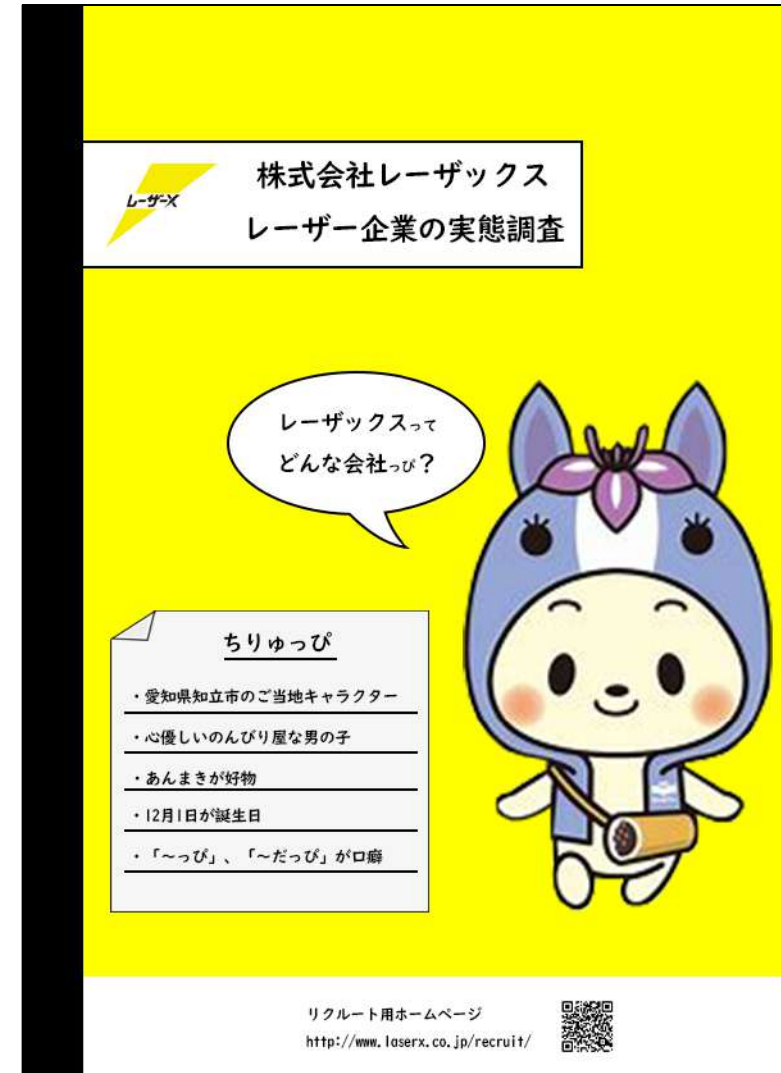 レーザーX
株式会社レーザックス
レーザー企業の実態調査
レーザックスって
どんな会社っぴ？
ちりゅっぴ
・愛知県知立市のご当地キャラクター
・心優しいのんびり屋な男の子
・あんまきが好物
・12月1日が誕生日
・「～っぴ」、「～だっぴ」が口癖
リクルート用ホームページ
http://www.laserx.co.jp/recruit/